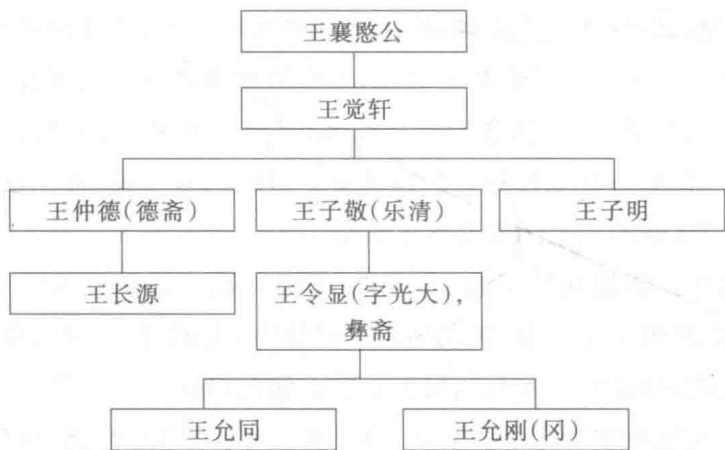 王襄愍公
王觉轩
王仲德(德斋)
王子敬(乐清)
王子明
王长源
王令显(字光大),
彝斋
王允同
王允刚(冈)